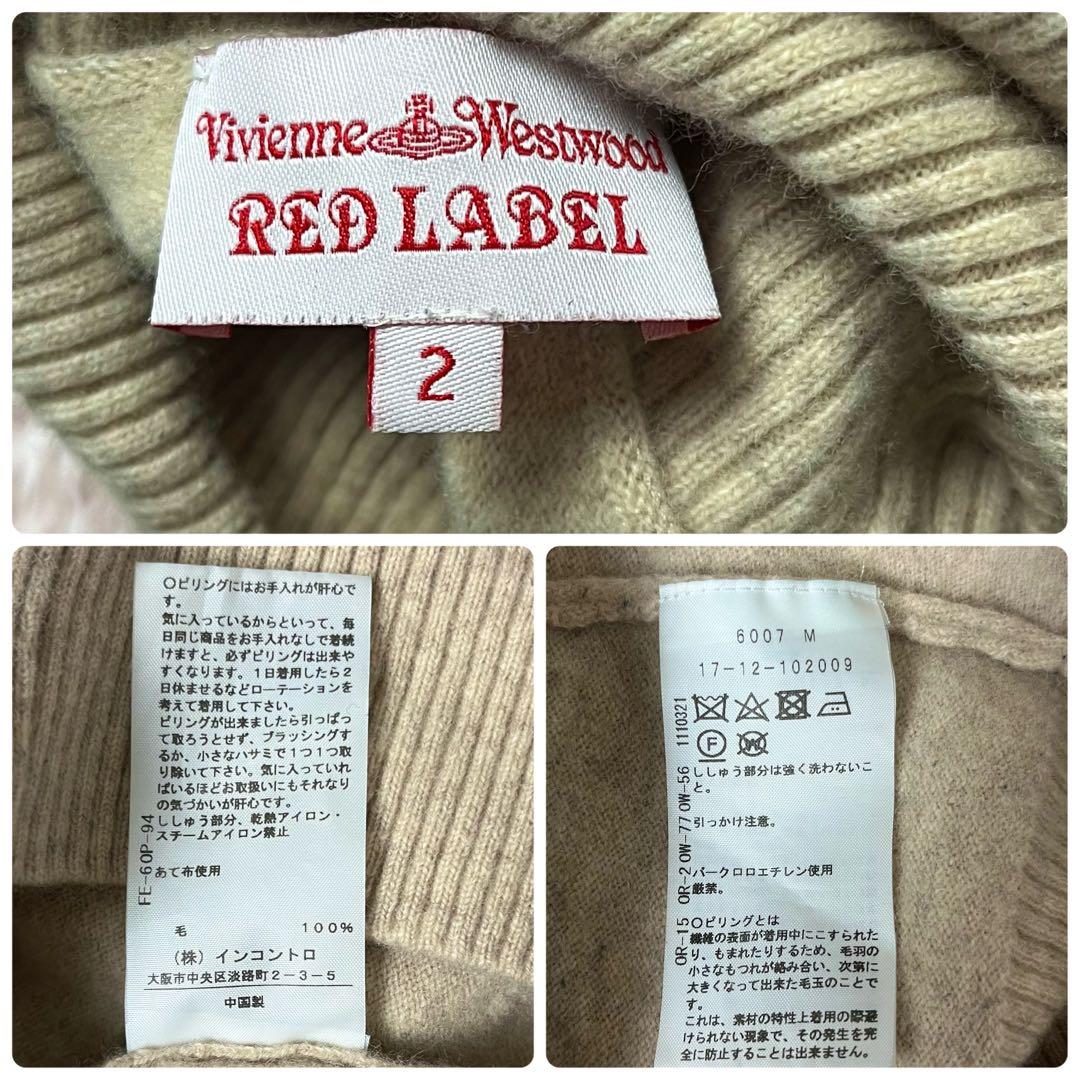 Vivienne Westwood
RED LABEL
2
〇ピリングにはお手入れが肝心で
す。
気に入っているからといって、毎
日同じ商品をお手入れなしで着続
けますと、必ずピリングは出来や
すくなります。1日着用したら2
日休ませるなどローテーションを
考えて着用して下さい。
ピリングが出来ましたら引っぱっ
て取ろうとせず、ブラッシングす
るか、小さなハサミで1つ1つ取
り除いて下さい。気に入っていれ
ばいるほどお取扱いにもそれなり
の気づかいが肝心です。
ししゅう部分、乾熱アイロン・
スチームアイロン禁止
あて布使用
FE-60P-94
毛 100%
(株)インコントロ
大阪市中央区淡路町2-3-5
中国製
6007 M
17-12-102009
F W
ししゅう部分は強く洗わないこ
と。
引っかけ注意。
パークロロエチレン使用
厳禁。
OR-15 OR-2 0W-77 0W-56 1110321
〇ピリングとは
繊維の表面が着用中にこすられた
り、もまれたりするため、毛羽の
小さなもつれが絡み合い、次第に
大きくなって出来た毛玉のことで
す。
これは、素材の特性上着用の際避
けられない現象で、その発生を完
全に防止することは出来ません。